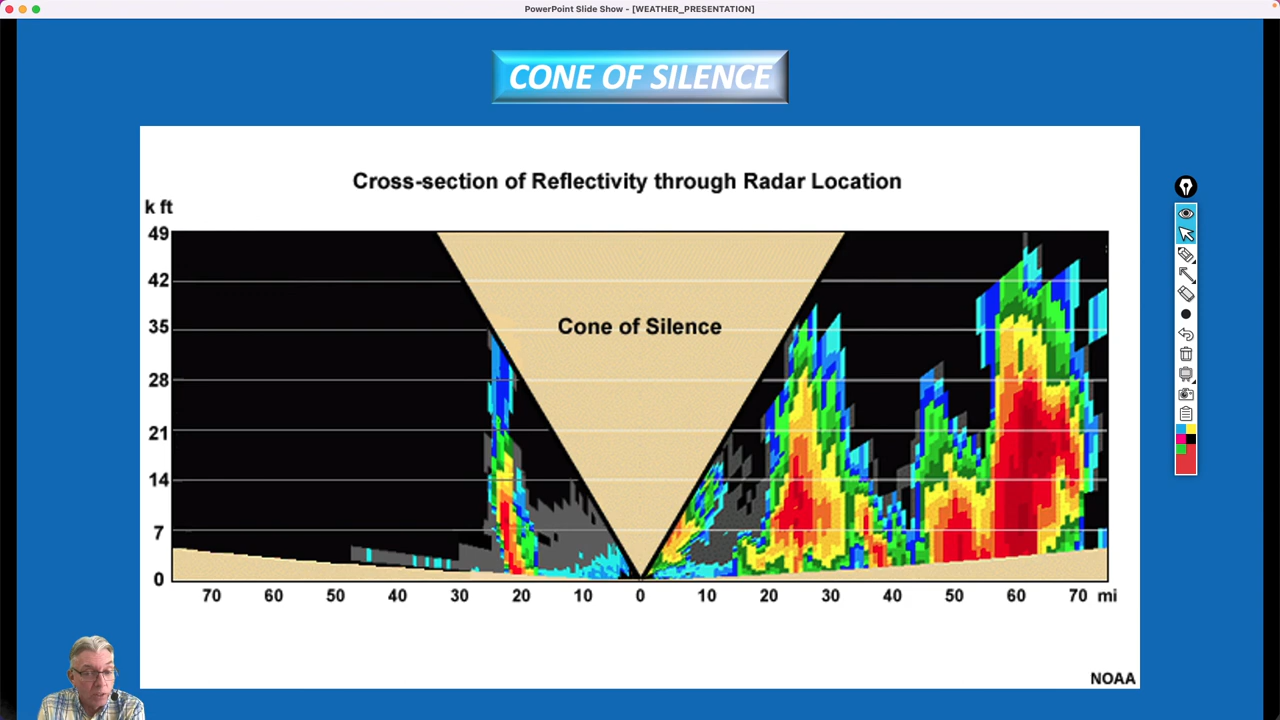 PowerPoint Slide Show - [WEATHER_PRESENTATION]
CONE OF SILENCE
Cross-section of Reflectivity through Radar Location
k ft
49
42
35
Cone of Silence
28
21
14
7
0
70 60 50 40 30 20 10 0 10 20 30 40 50 60 70 mi
NOAA